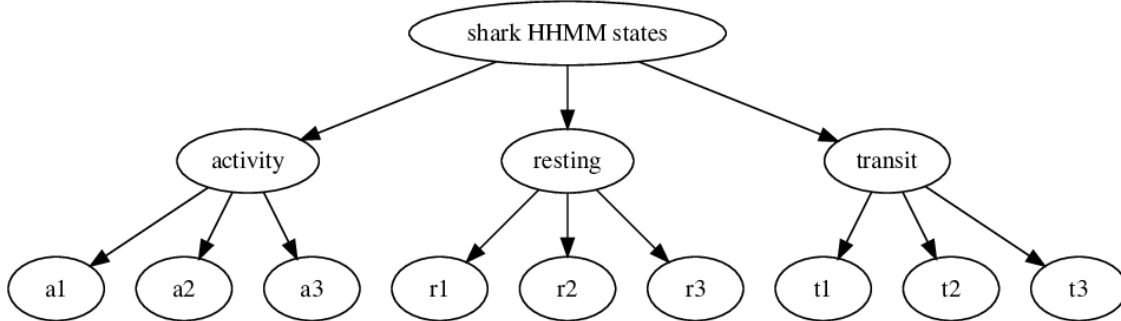 shark HHMM states
activity
resting
transit
a1
a2
a3
r1
r2
r3
t1
t2
t3